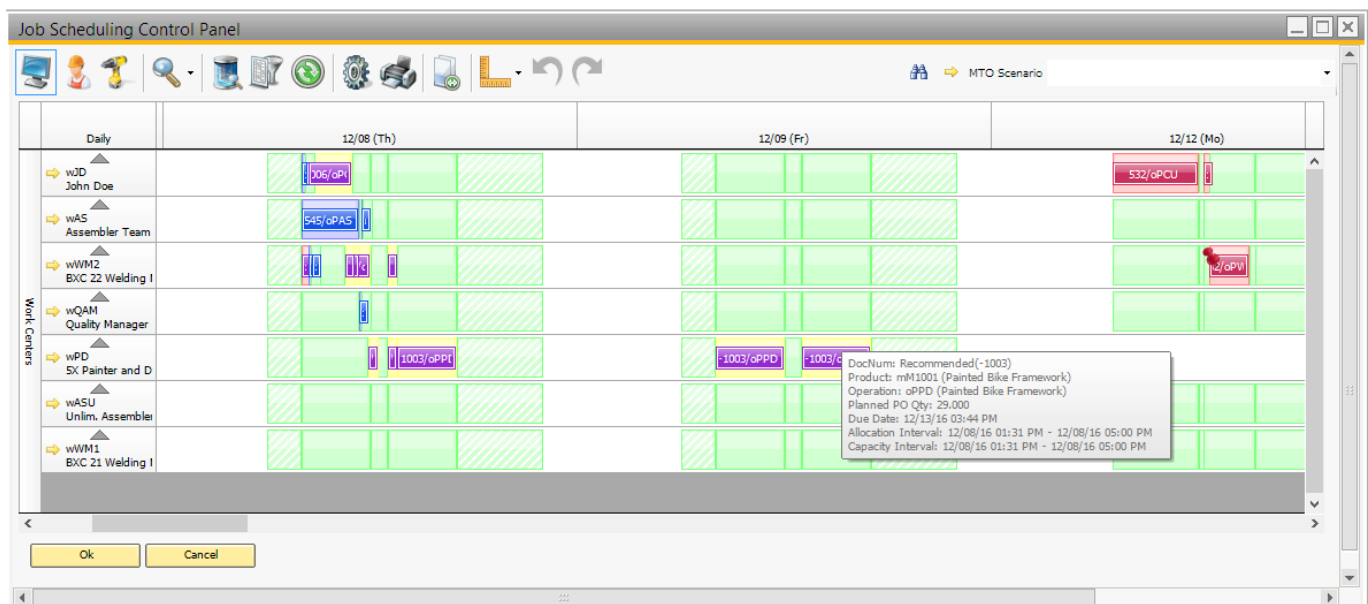 Job Scheduling Control Panel
MTO Scenario
Daily
12/08 (Th)
12/09 (Fr)
12/12 (Mo)
Work Centers
wJD
John Doe
006/oP
532/oPCU
wAS
Assembler Team
545/oPAS
wWM2
BXC 22 Welding
2/oPW
wQAM
Quality Manager
wPD
5X Painter and D
1003/oPPD
-1003/oPPD
-1003/
DocNum: Recommended(-1003)
Product: mM1001 (Painted Bike Framework)
Operation: oPPD (Painted Bike Framework)
Planned PO Qty: 29.000
Due Date: 12/13/16 03:44 PM
Allocation Interval: 12/08/16 01:31 PM - 12/08/16 05:00 PM
Capacity Interval: 12/08/16 01:31 PM - 12/08/16 05:00 PM
wASU
Unlim. Assembler
wWM1
BXC 21 Welding
Ok
Cancel